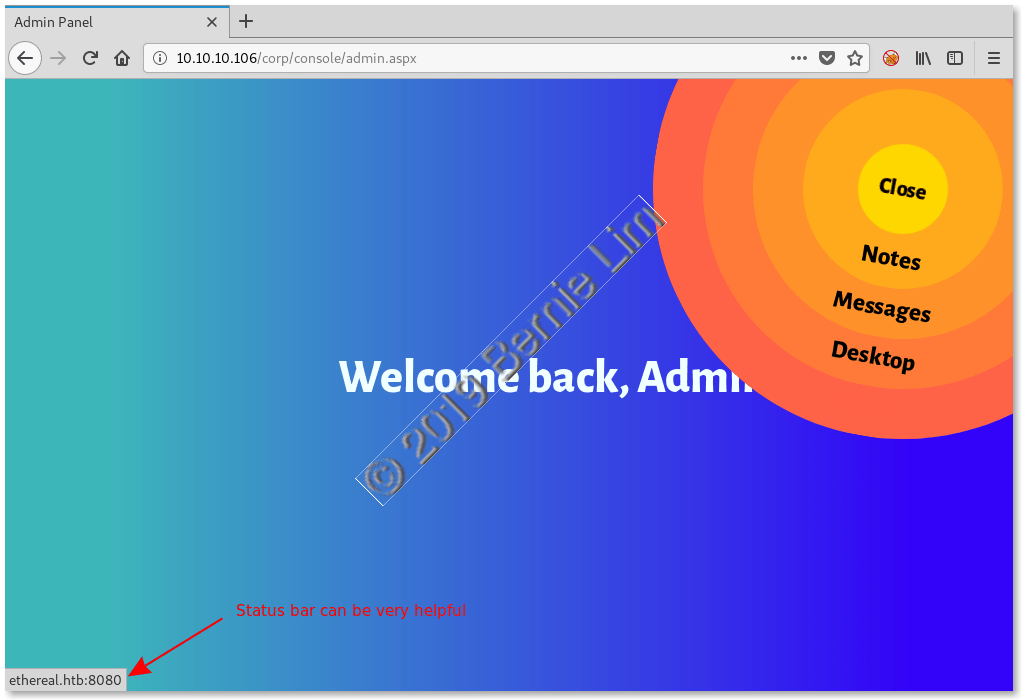 Admin Panel
10.10.10.106/corp/console/admin.aspx
Close
Notes
Messages
Desktop
Welcome back, Admin
© 2019 Bernie Lim
Status bar can be very helpful
ethereal.htb:8080